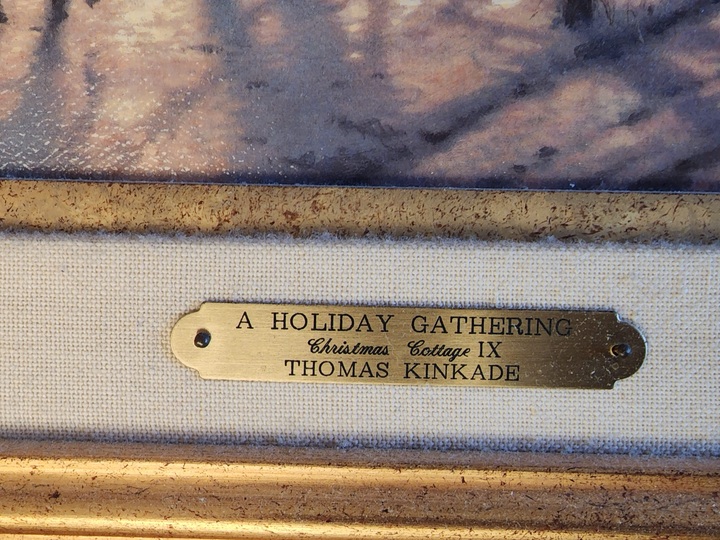 A HOLIDAY GATHERING
Christmas Cottage IX
THOMAS KINKADE